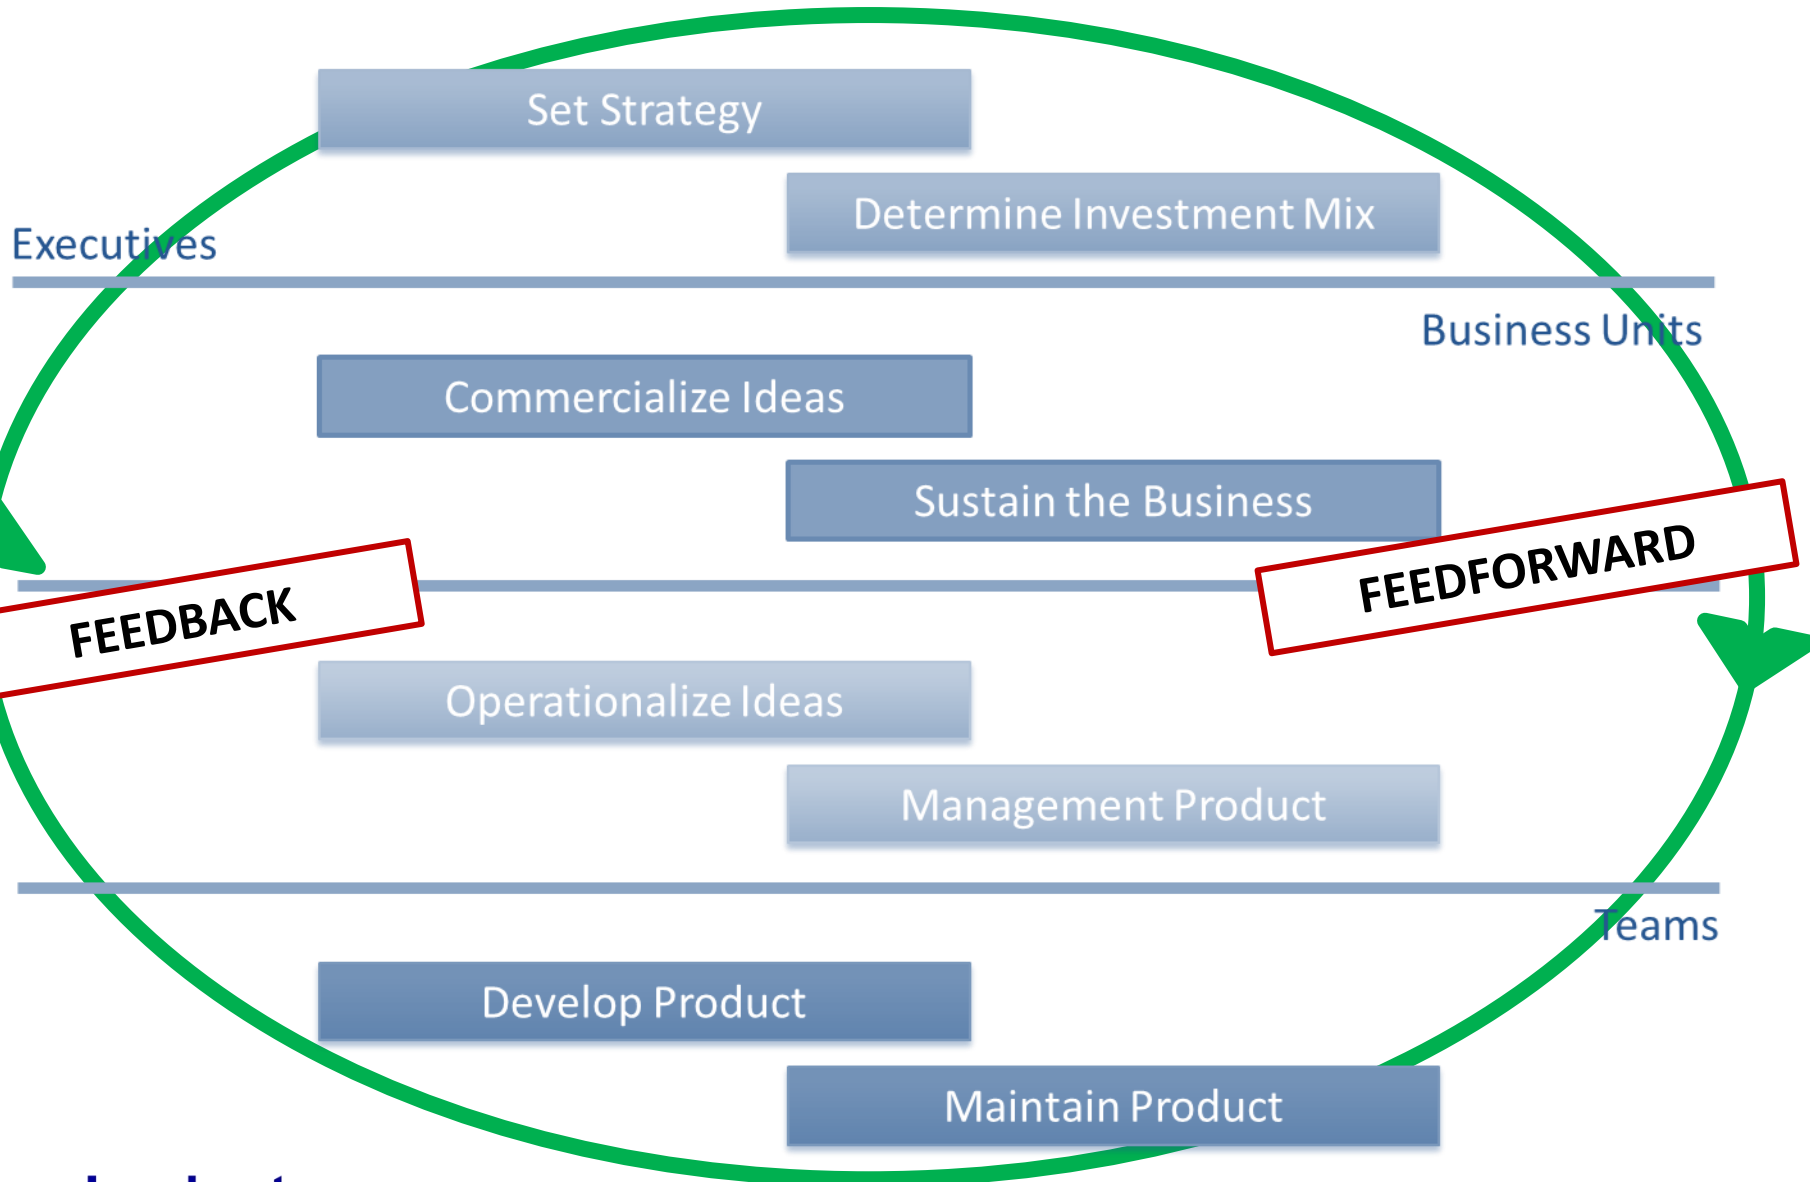 Set Strategy
Determine Investment Mix
Executives
Business Units
Commercialize Ideas
Sustain the Business
FEEDFORWARD
FEEDBACK
Operationalize Ideas
Management Product
Teams
Develop Product
Maintain Product